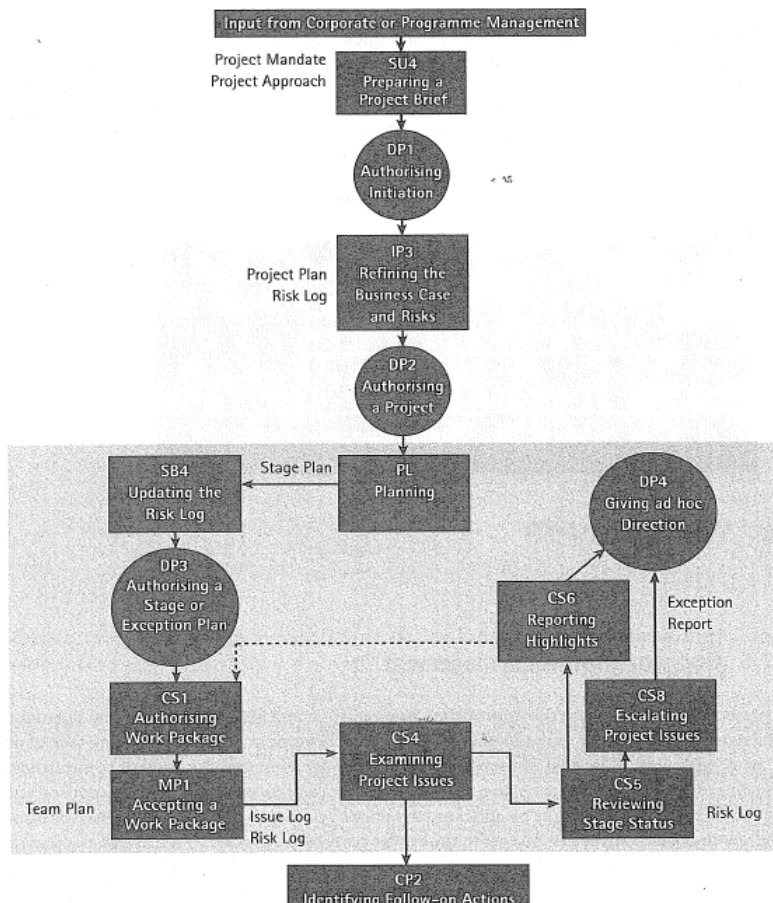 Input from Corporate or Programme Management
Project Mandate
Project Approach
SU4
Preparing a
Project Brief
DP1
Authorising
Initiation
Project Plan
Risk Log
IP3
Refining the
Business Case
and Risks
DP2
Authorising
a Project
SB4
Updating the
Risk Log
Stage Plan
PL
Planning
DP4
Giving ad hoc
Direction
DP3
Authorising a
Stage or
Exception Plan
CS6
Reporting
Highlights
Exception
Report
CS1
Authorising
Work Package
CS4
Examining
Project Issues
CS8
Escalating
Project Issues
Team Plan
MP1
Accepting a
Work Package
Issue Log
Risk Log
CS5
Reviewing
Stage Status
Risk Log
CP2
Identifying Follow-on Actions